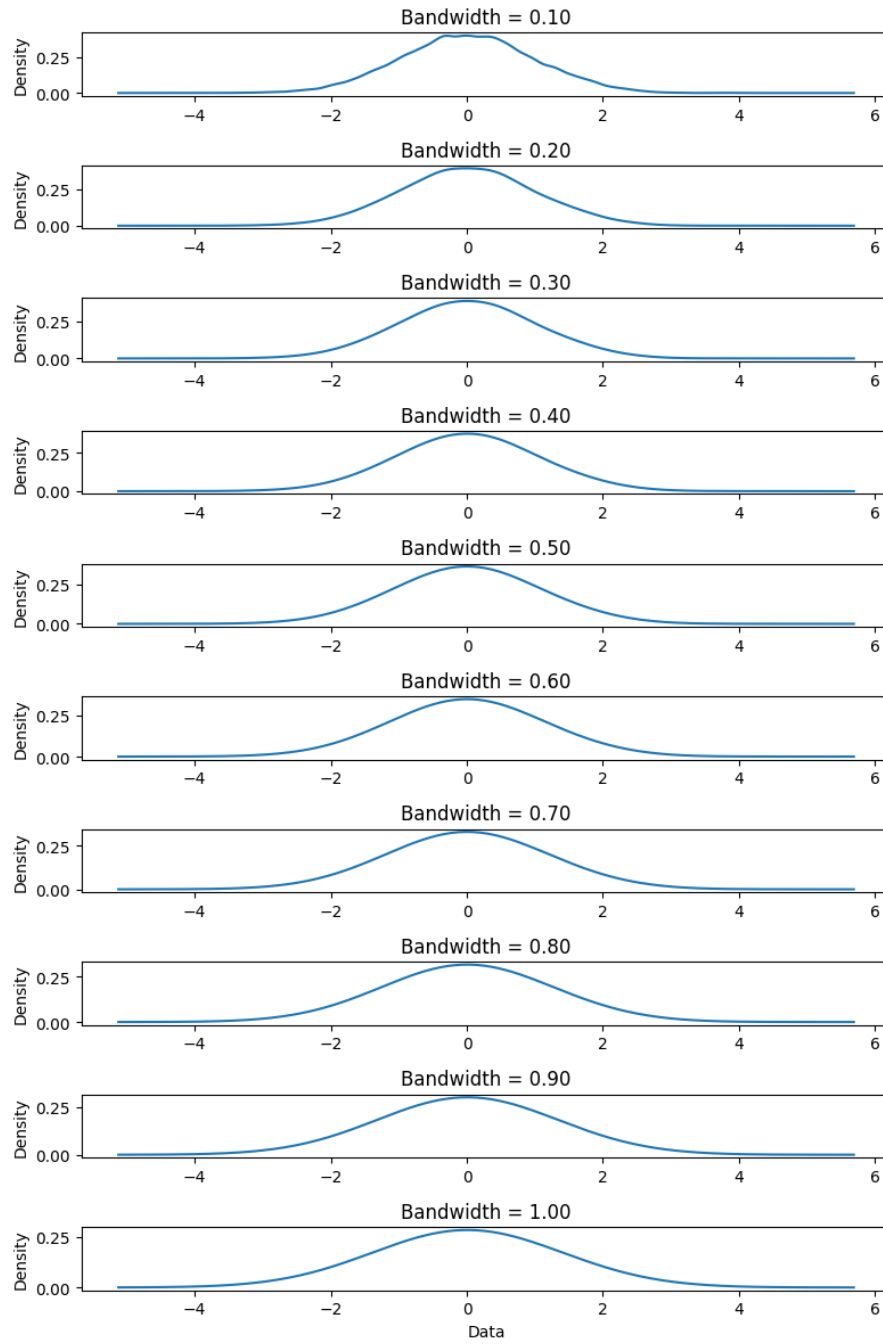 Bandwidth = 0.10
Density
0.25
0.00
−4 −2 0 2 4 6
Bandwidth = 0.20
Density
0.25
0.00
−4 −2 0 2 4 6
Bandwidth = 0.30
Density
0.25
0.00
−4 −2 0 2 4 6
Bandwidth = 0.40
Density
0.25
0.00
−4 −2 0 2 4 6
Bandwidth = 0.50
Density
0.25
0.00
−4 −2 0 2 4 6
Bandwidth = 0.60
Density
0.25
0.00
−4 −2 0 2 4 6
Bandwidth = 0.70
Density
0.25
0.00
−4 −2 0 2 4 6
Bandwidth = 0.80
Density
0.25
0.00
−4 −2 0 2 4 6
Bandwidth = 0.90
Density
0.25
0.00
−4 −2 0 2 4 6
Bandwidth = 1.00
Density
0.25
0.00
−4 −2 0 2 4 6
Data